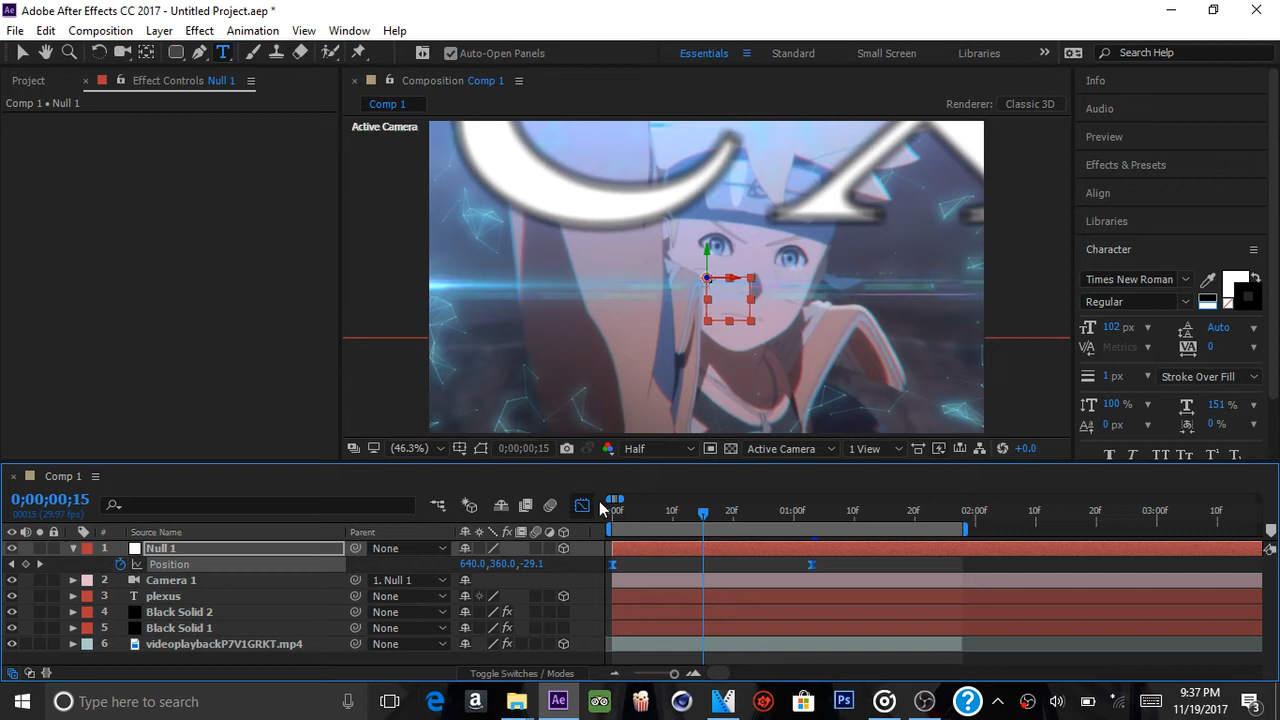 Adobe After Effects CC 2017 - Untitled Project.aep *
File Edit Composition Layer Effect Animation View Window Help
Auto-Open Panels Essentials Standard Small Screen Libraries Search Help
Project Effect Controls Null 1 Composition Comp 1 Info
Comp 1 • Null 1 Comp 1 Renderer: Classic 3D
Audio
Active Camera
Preview
Effects & Presets
Align
Libraries
Character
Times New Roman
Regular
102 px Auto
Metrics 0
1 px Stroke Over Fill
100 % 151 %
0 px 0 %
CA
(46.3%) 0;00;00;15 Half Active Camera 1 View +0.0
T T TT Tt
Comp 1
0;00;00;15
00015 (29.97 fps)
00F 10f 20f 01:00f 10f 20f 02:00f 10f 20f 03:00f 10f
# Source Name Parent
1 Null 1 None
Position 640.0,360.0,-29.1
2 Camera 1 1. Null 1
3 T plexus None
4 Black Solid 2 fx None
5 Black Solid 1 fx None
6 videoplaybackP7V1GRKT.mp4 None
Toggle Switches / Modes
Type here to search
9:37 PM
11/19/2017